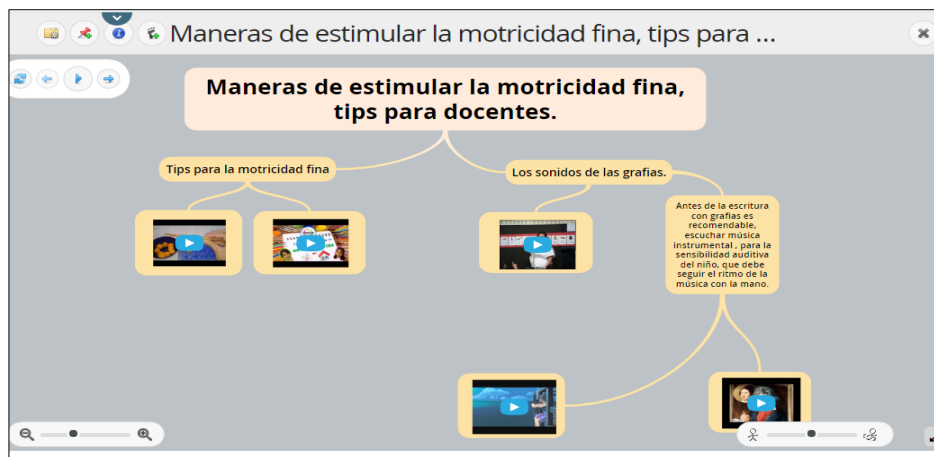 Maneras de estimular la motricidad fina, tips para ...
Maneras de estimular la motricidad fina,
tips para docentes.
Tips para la motricidad fina
Los sonidos de las grafias.
Antes de la escritura
con grafias es
recomendable,
escuchar música
instrumental , para la
sensibilidad auditiva
del niño, que debe
seguir el ritmo de la
música con la mano.